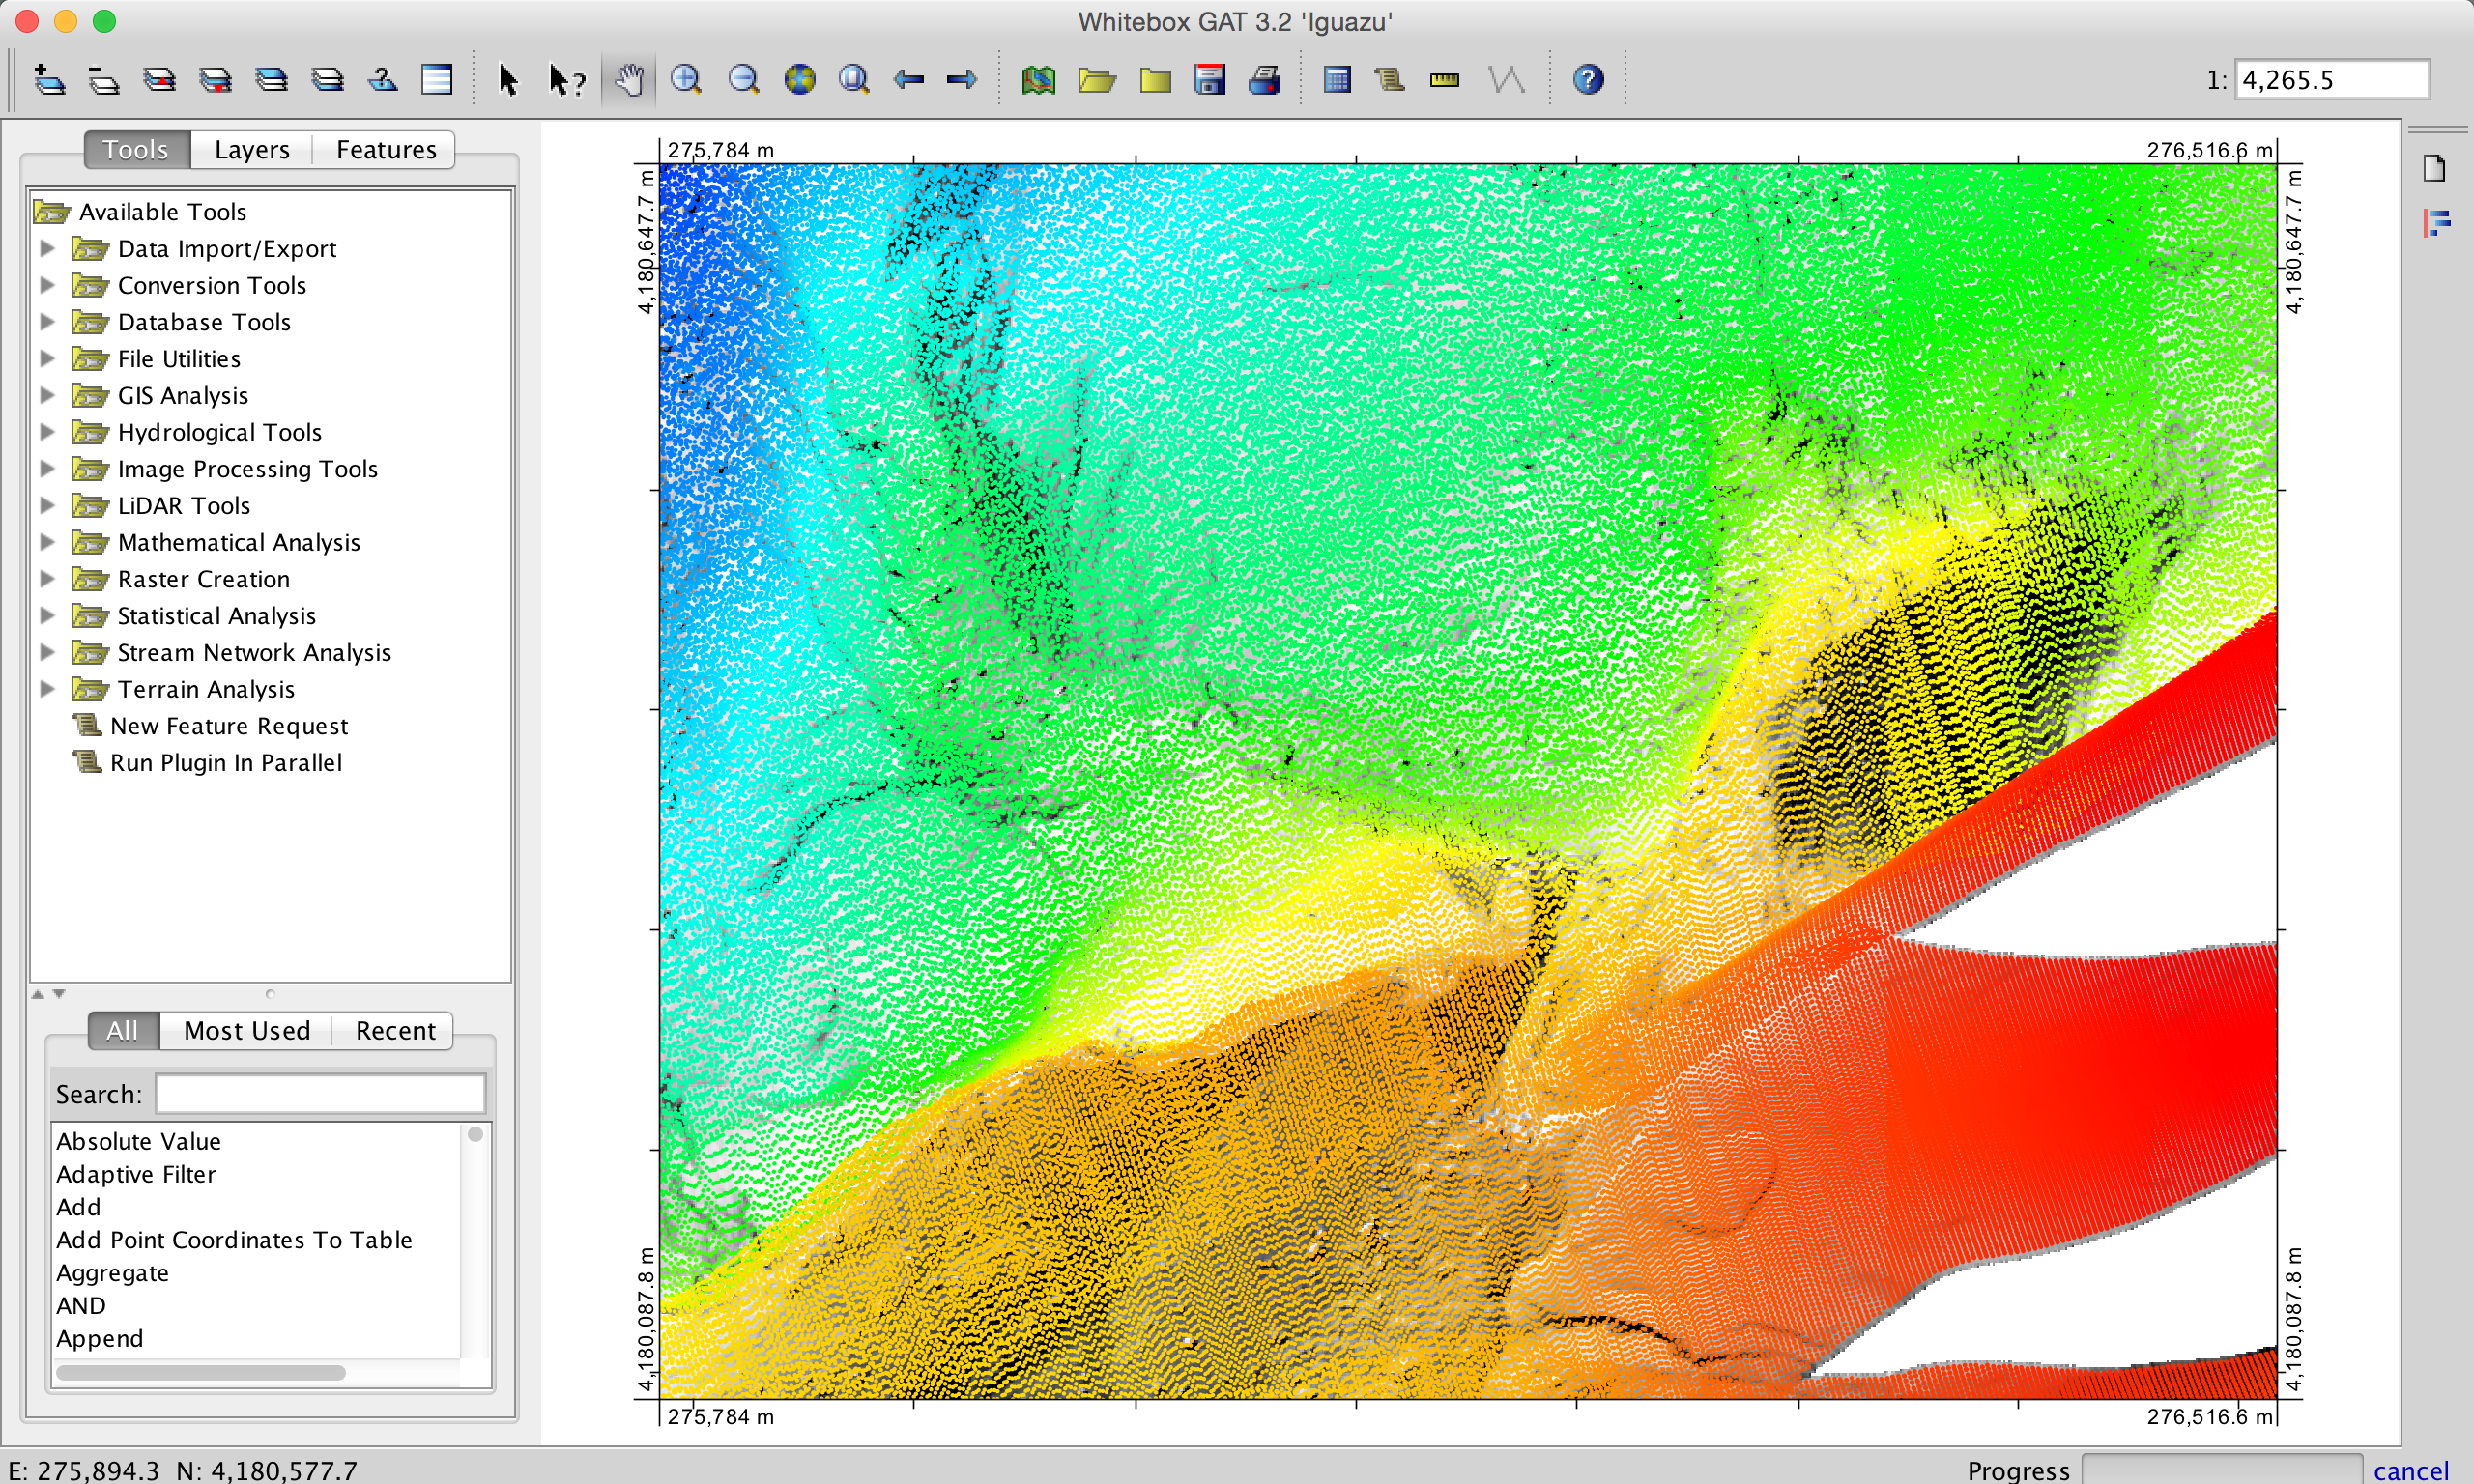 Whitebox GAT 3.2 'Iguazu'
1: 4,265.5
Tools Layers Features
Available Tools
Data Import/Export
Conversion Tools
Database Tools
File Utilities
GIS Analysis
Hydrological Tools
Image Processing Tools
LiDAR Tools
Mathematical Analysis
Raster Creation
Statistical Analysis
Stream Network Analysis
Terrain Analysis
New Feature Request
Run Plugin In Parallel
All Most Used Recent
Search:
Absolute Value
Adaptive Filter
Add
Add Point Coordinates To Table
Aggregate
AND
Append
275,784 m
276,516.6 m
4,180,647.7 m
4,180,647.7 m
4,180,087.8 m
4,180,087.8 m
275,784 m
276,516.6 m
E: 275,894.3 N: 4,180,577.7
Progress
cancel